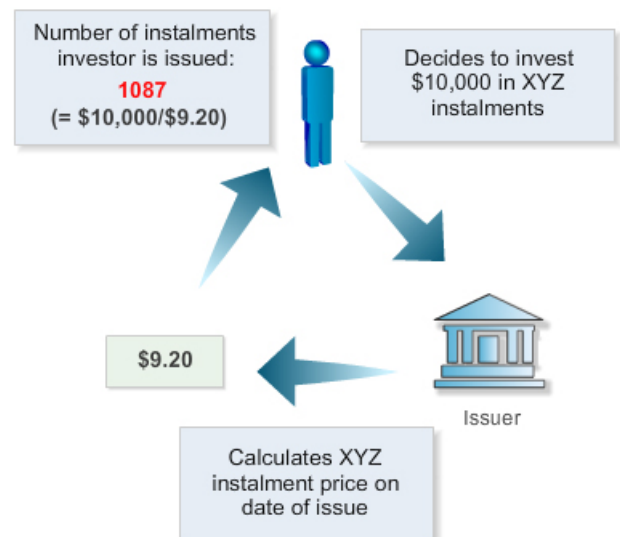 Number of instalments
investor is issued:
1087
(= $10,000/$9.20)
Decides to invest
$10,000 in XYZ
instalments
$9.20
Issuer
Calculates XYZ
instalment price on
date of issue